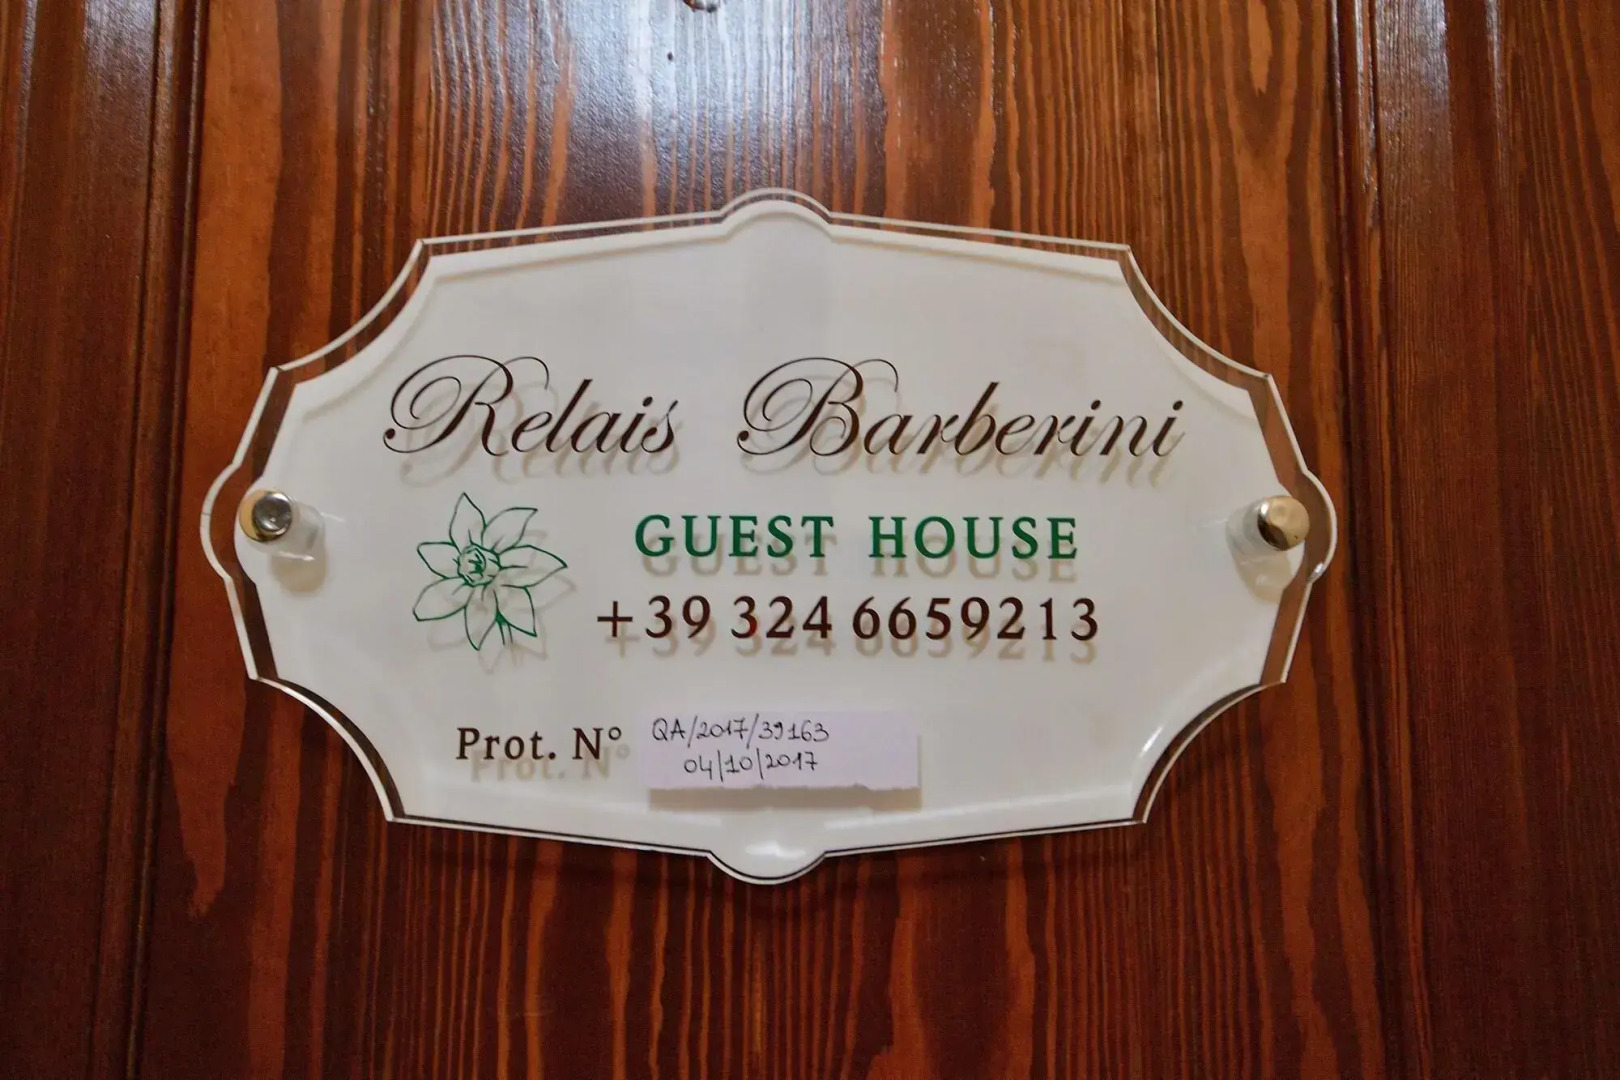 Relais Barberini
GUEST HOUSE
+39 324 6659213
Prot. N° QA/2017/39163
04/10/2017